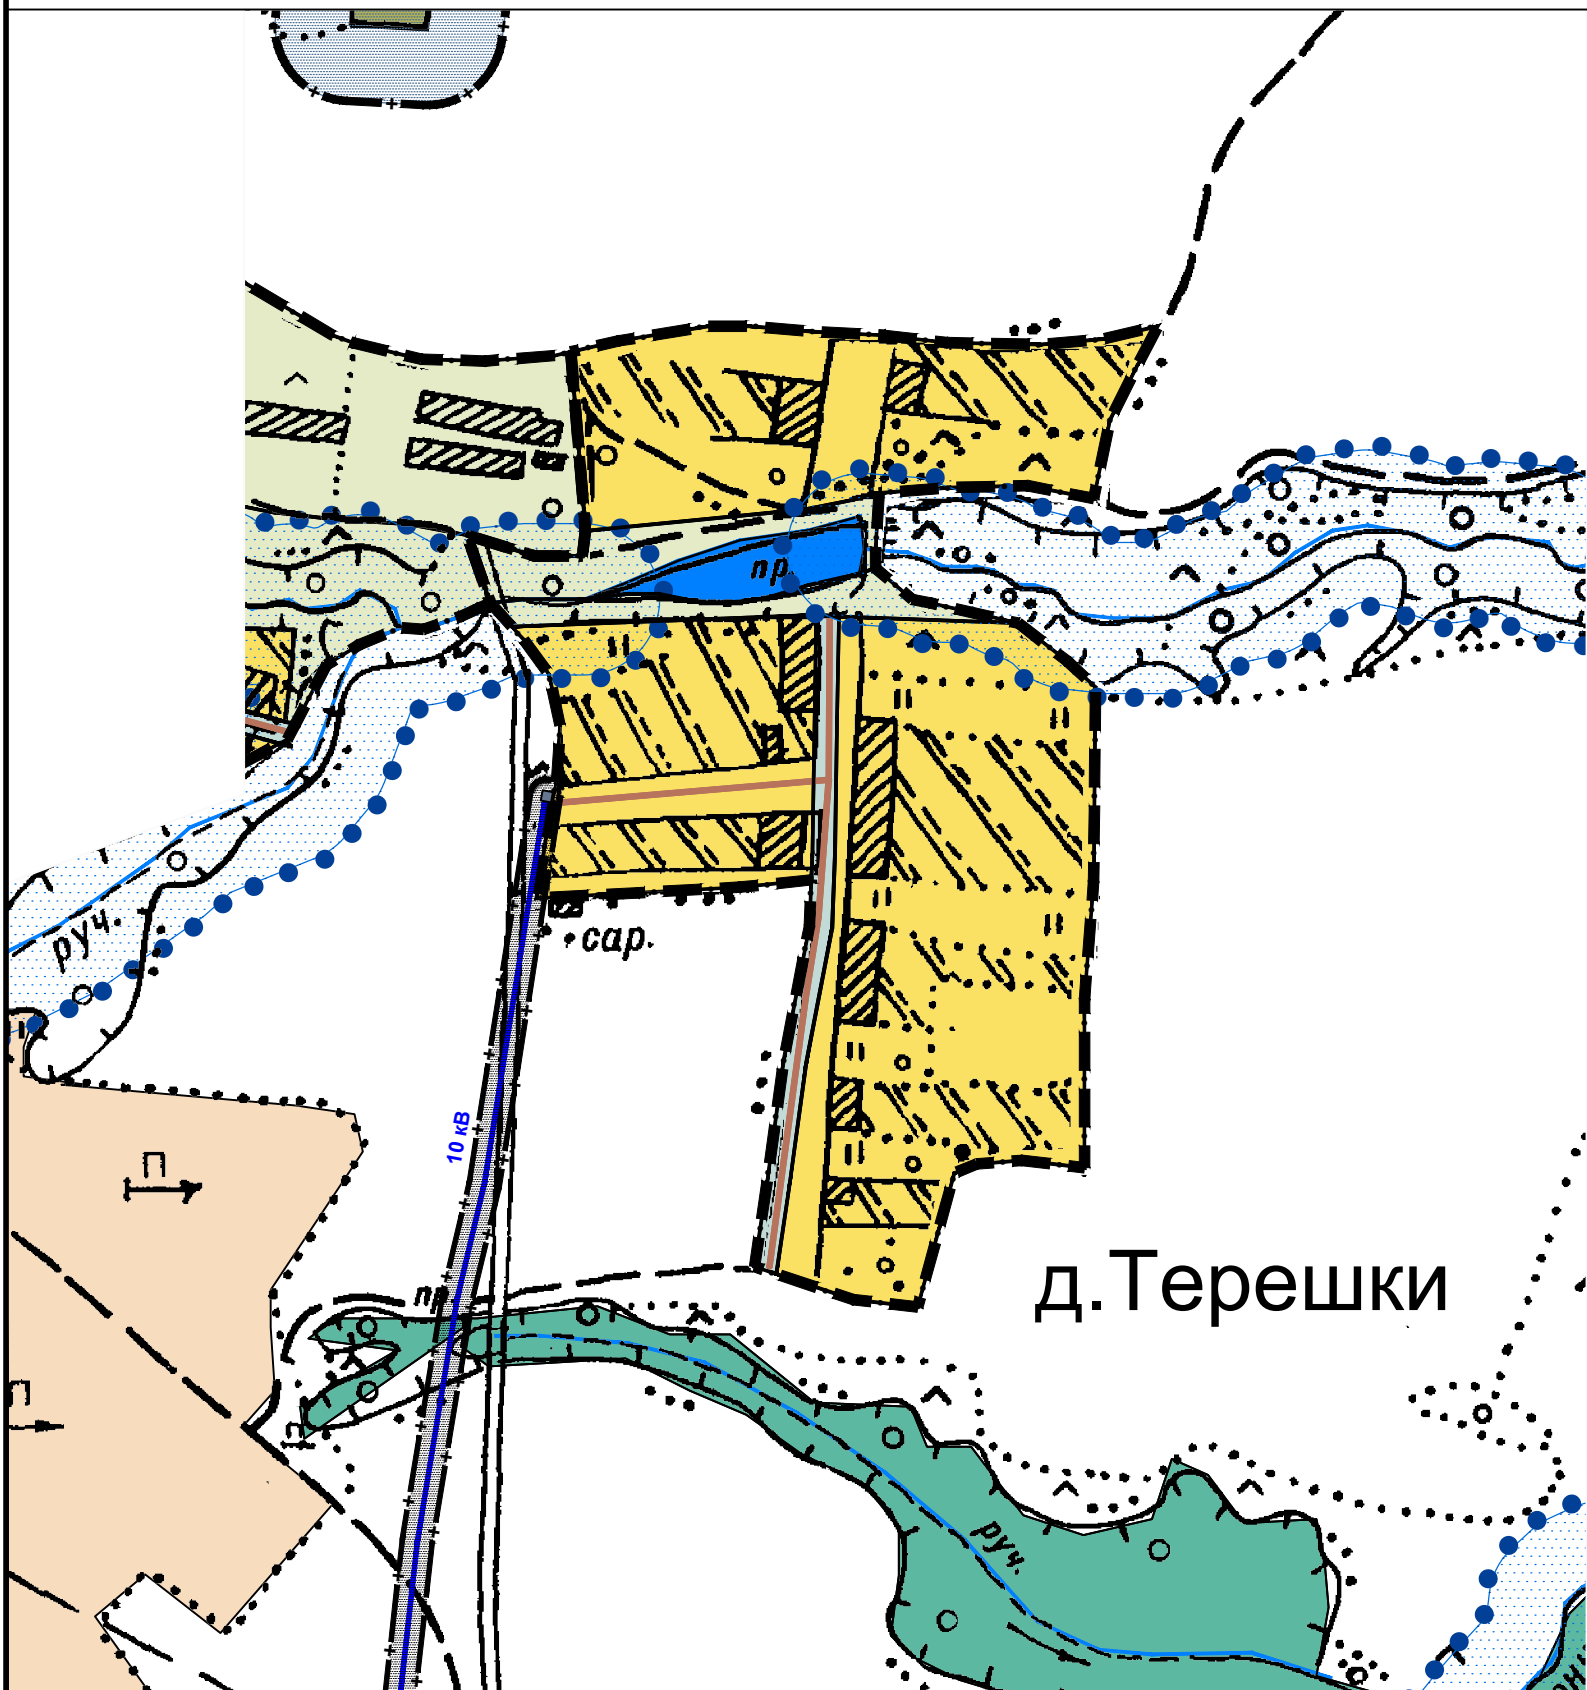 пр.
руч.
сар.
10 кВ
П
пр.
д.Терешки
П
П
руч.